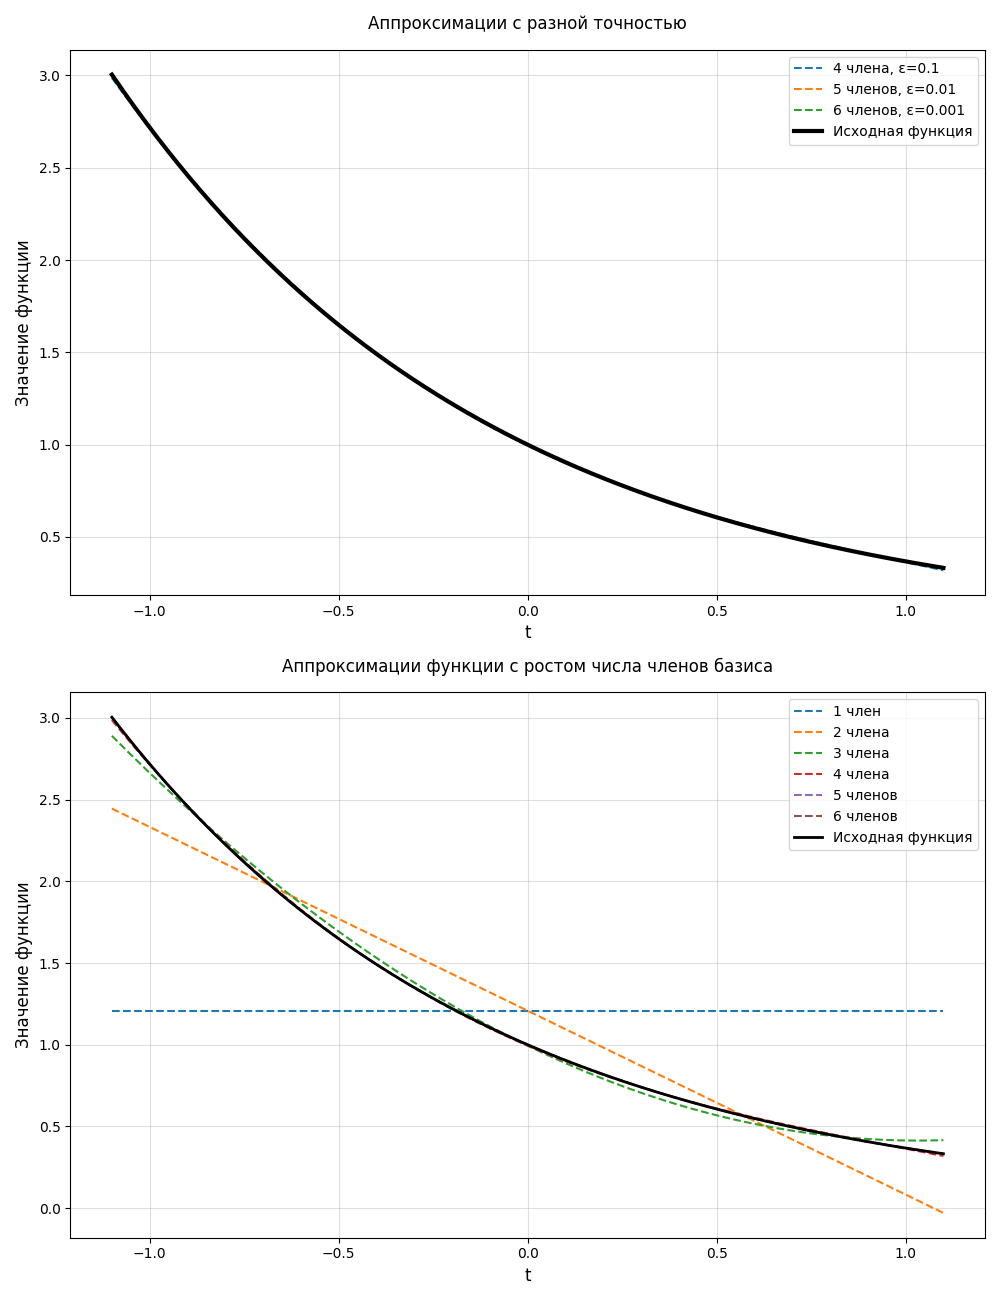 Аппроксимации с разной точностью
4 члена, ε=0.1
5 членов, ε=0.01
6 членов, ε=0.001
Исходная функция
3.0
2.5
2.0
1.5
1.0
0.5
Значение функции
−1.0
−0.5
0.0
0.5
1.0
t
Аппроксимации функции с ростом числа членов базиса
1 член
2 члена
3 члена
4 члена
5 членов
6 членов
Исходная функция
3.0
2.5
2.0
1.5
1.0
0.5
0.0
Значение функции
−1.0
−0.5
0.0
0.5
1.0
t